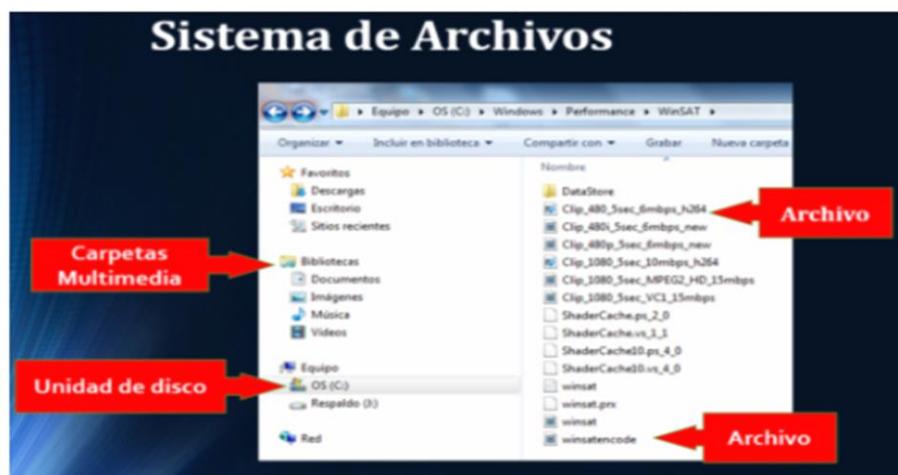 Sistema de Archivos
Equipo ▸ OS (C:) ▸ Windows ▸ Performance ▸ WinSAT ▸
Organizar Incluir en biblioteca Compartir con Grabar Nueva carpeta
Favoritos
Descargas
Escritorio
Sitios recientes
Bibliotecas
Documentos
Imágenes
Música
Vídeos
Equipo
OS (C:)
Respaldo (I:)
Red
Nombre
DataStore
Clip_480_5sec_6mbps_h264
Clip_480i_5sec_6mbps_new
Clip_480p_5sec_6mbps_new
Clip_1080_5sec_10mbps_h264
Clip_1080_5sec_MPEG2_HD_15mbps
Clip_1080_5sec_VC1_15mbps
ShaderCache.ps_2_0
ShaderCache.vs_1_1
ShaderCache10.ps_4_0
ShaderCache10.vs_4_0
winsat
winsat.prx
winsat
winsatencode
Carpetas
Multimedia
Unidad de disco
Archivo
Archivo